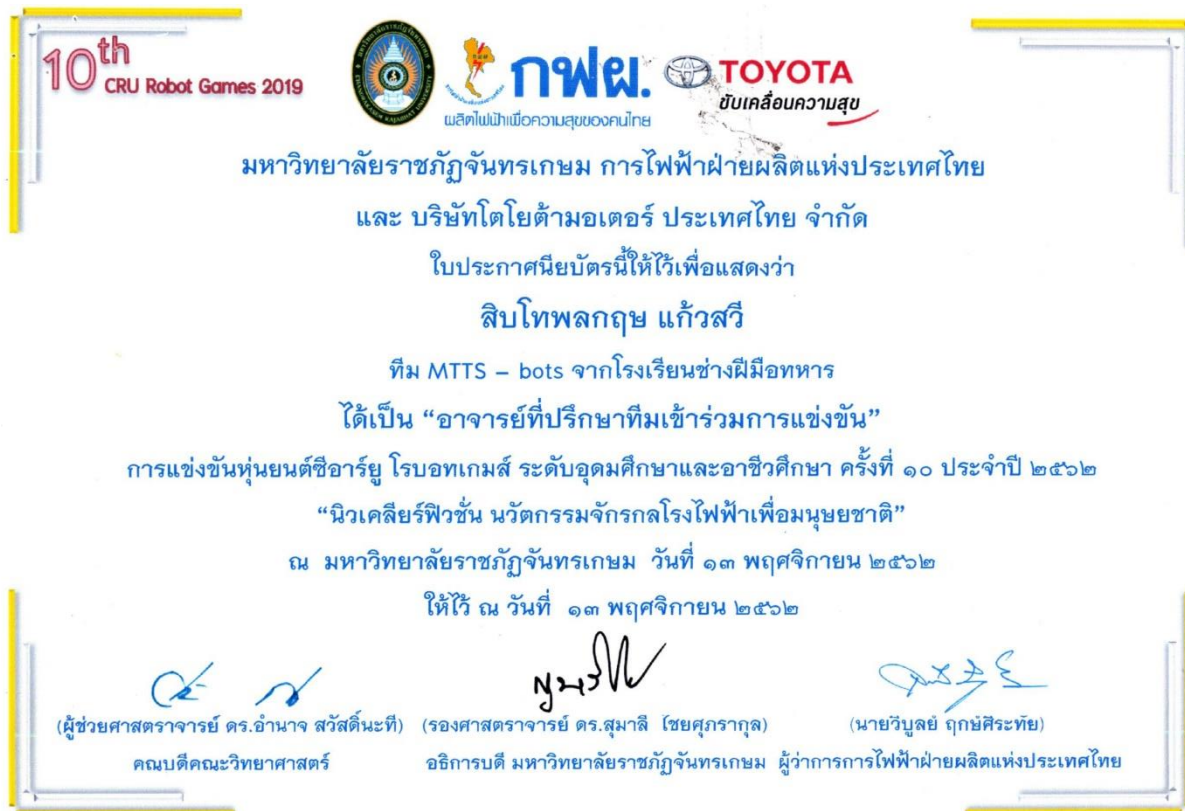 10th
CRU Robot Games 2019
กฟผ.
ผลิตไฟฟ้าเพื่อความสุขของคนไทย
TOYOTA
ขับเคลื่อนความสุข
มหาวิทยาลัยราชภัฏจันทรเกษม การไฟฟ้าฝ่ายผลิตแห่งประเทศไทย
และ บริษัทโตโยต้ามอเตอร์ ประเทศไทย จำกัด
ใบประกาศนียบัตรนี้ให้ไว้เพื่อแสดงว่า
สิบโทพลกฤษ แก้วสวี
ทีม MTTS – bots จากโรงเรียนช่างฝีมือทหาร
ได้เป็น “อาจารย์ที่ปรึกษาทีมเข้าร่วมการแข่งขัน”
การแข่งขันหุ่นยนต์ซีอาร์ยู โรบอทเกมส์ ระดับอุดมศึกษาและอาชีวศึกษา ครั้งที่ ๑๐ ประจำปี ๒๕๖๒
“นิวเคลียร์ฟิวชั่น นวัตกรรมจักรกลโรงไฟฟ้าเพื่อมนุษยชาติ”
ณ มหาวิทยาลัยราชภัฏจันทรเกษม วันที่ ๑๓ พฤศจิกายน ๒๕๖๒
ให้ไว้ ณ วันที่ ๑๓ พฤศจิกายน ๒๕๖๒
(ผู้ช่วยศาสตราจารย์ ดร.อำนาจ สวัสดิ์นะที) (รองศาสตราจารย์ ดร.สุมาลี ไชยศุภรากุล) (นายวิบูลย์ ฤกษ์ศิระทัย)
คณบดีคณะวิทยาศาสตร์ อธิการบดี มหาวิทยาลัยราชภัฏจันทรเกษม ผู้ว่าการการไฟฟ้าฝ่ายผลิตแห่งประเทศไทย